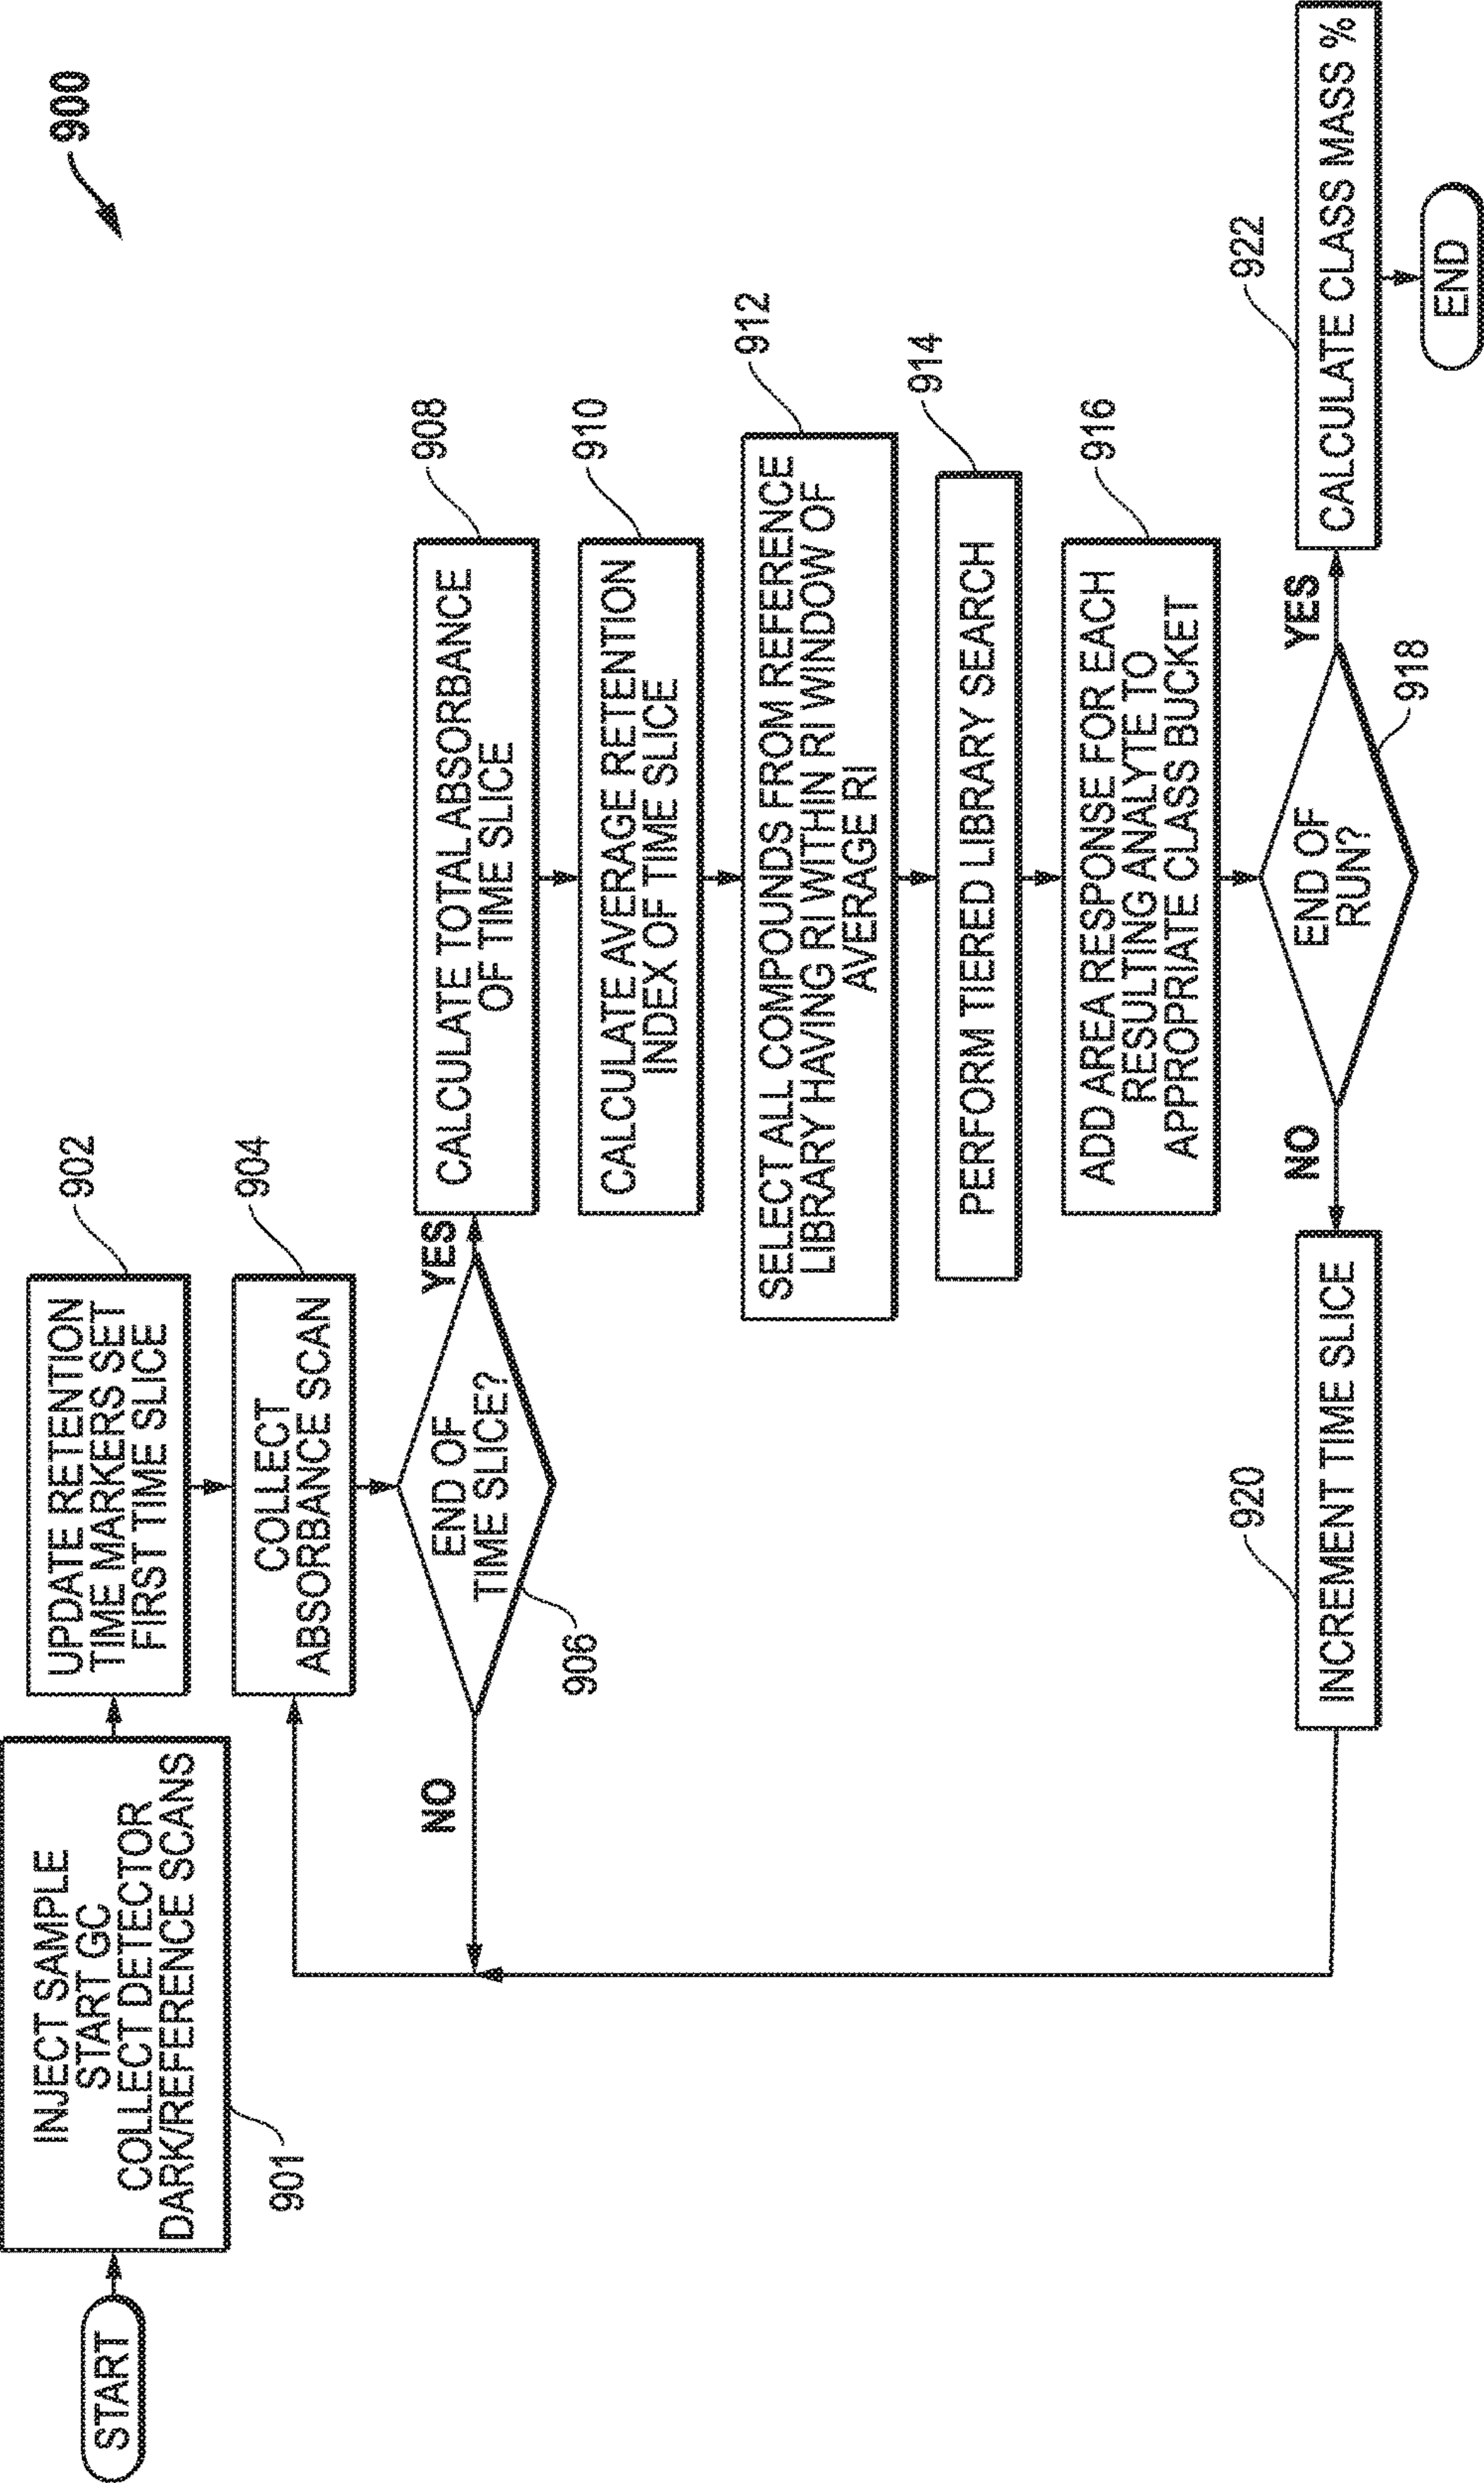 900
START
INJECT SAMPLE
START GC
COLLECT DETECTOR
DARK/REFERENCE SCANS
901
UPDATE RETENTION
TIME MARKERS SET
FIRST TIME SLICE
902
COLLECT
ABSORBANCE SCAN
904
END OF
TIME SLICE?
906
NO
YES
CALCULATE TOTAL ABSORBANCE
OF TIME SLICE
908
CALCULATE AVERAGE RETENTION
INDEX OF TIME SLICE
910
SELECT ALL COMPOUNDS FROM REFERENCE
LIBRARY HAVING RI WITHIN RI WINDOW OF
AVERAGE RI
912
PERFORM TIERED LIBRARY SEARCH
914
ADD AREA RESPONSE FOR EACH
RESULTING ANALYTE TO
APPROPRIATE CLASS BUCKET
916
END OF
RUN?
918
NO
YES
INCREMENT TIME SLICE
920
CALCULATE CLASS MASS %
922
END